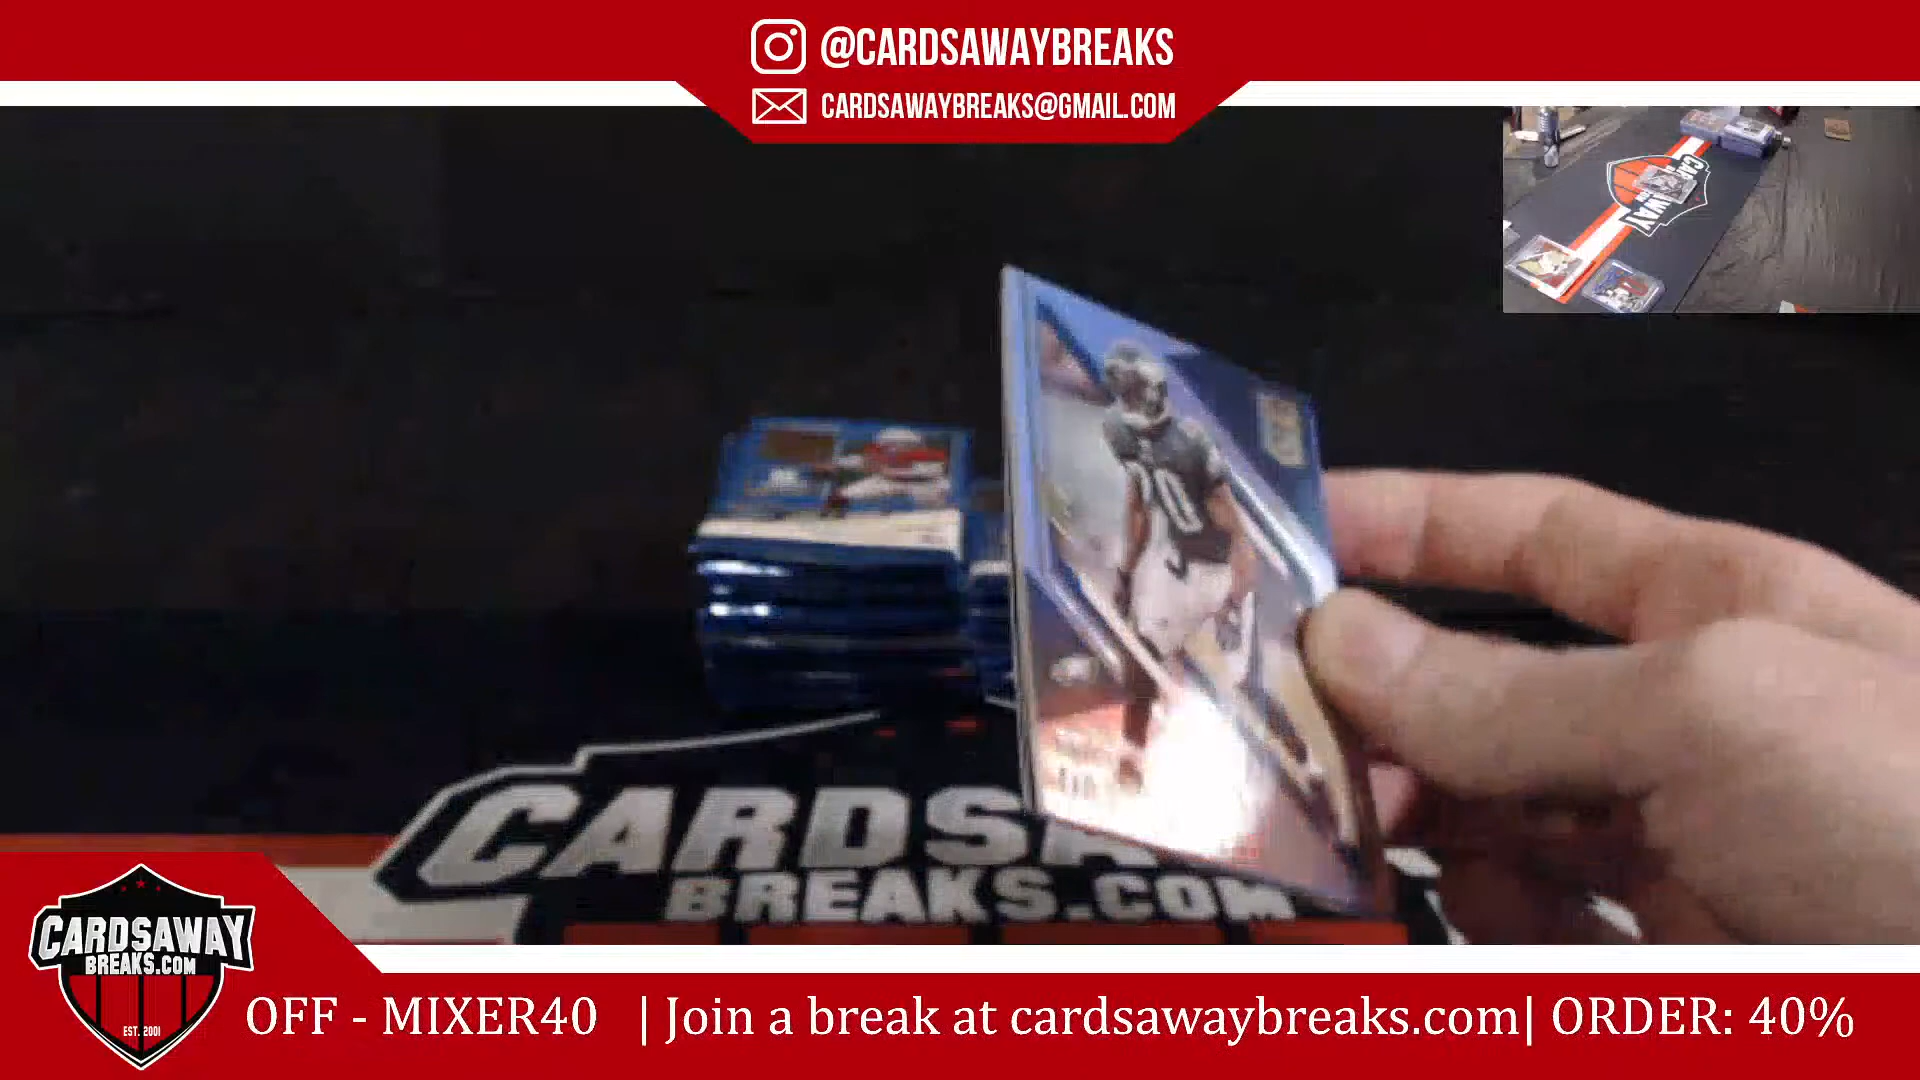 @CARDSAWAYBREAKS
CARDSAWAYBREAKS@GMAIL.COM
CARDSA
BREAKS.COM
CARDSAWAY
BREAKS.COM
EST. 2001
OFF - MIXER40 | Join a break at cardsawaybreaks.com| ORDER: 40%